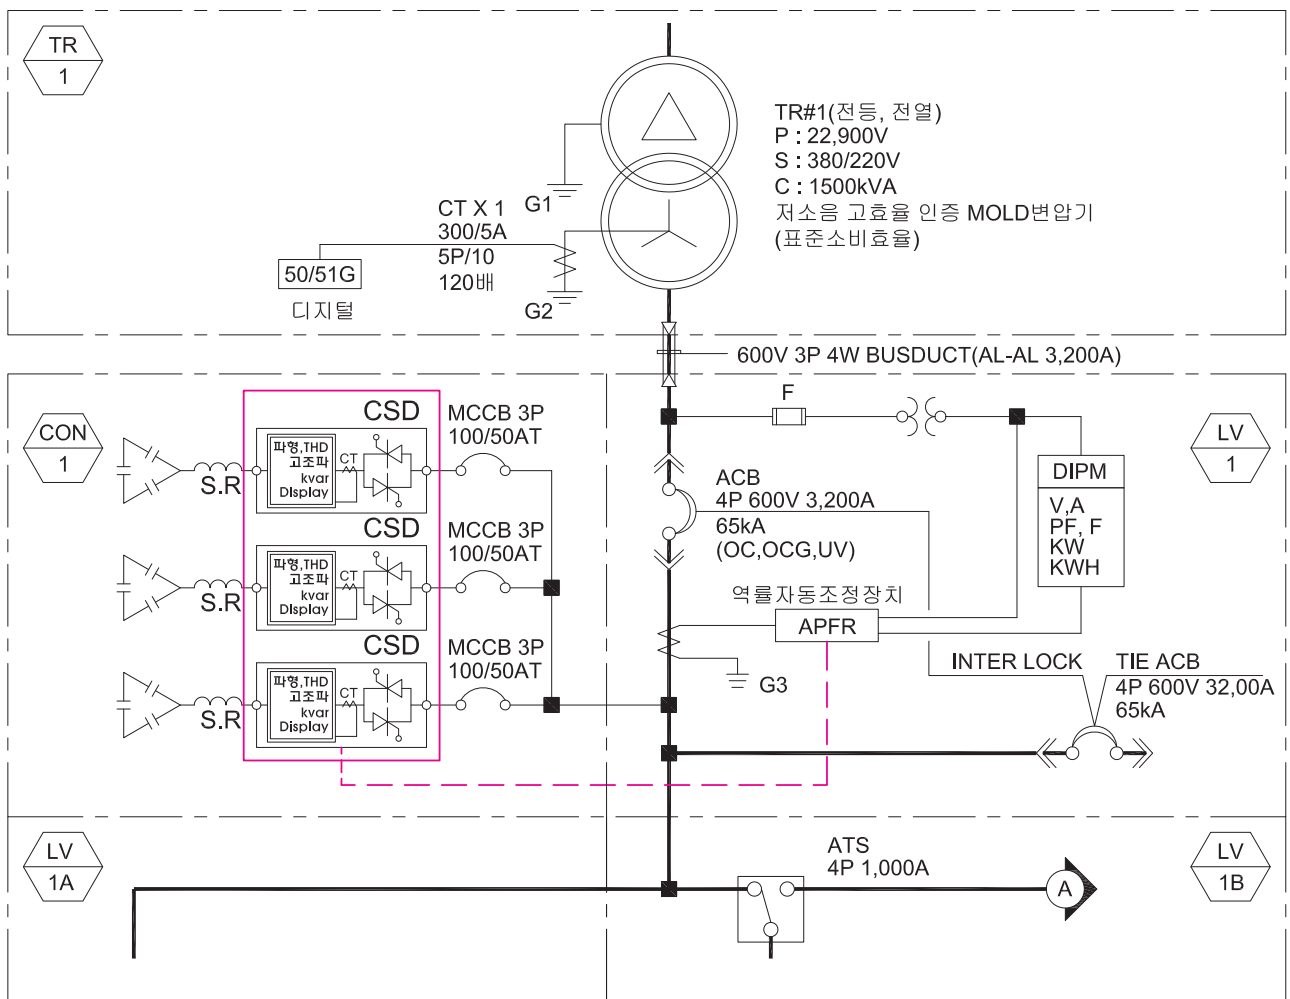 TR
1
TR#1(전등, 전열)
P : 22,900V
S : 380/220V
C : 1500kVA
저소음 고효율 인증 MOLD변압기
(표준소비효율)
G1
CT X 1
300/5A
5P/10
120배
50/51G
디지털
G2
600V 3P 4W BUSDUCT(AL-AL 3,200A)
CON
1
CSD
MCCB 3P
100/50AT
파형,THD
고조파
kvar
Display
CT
S.R
CSD
MCCB 3P
100/50AT
파형,THD
고조파
kvar
Display
CT
S.R
CSD
MCCB 3P
100/50AT
파형,THD
고조파
kvar
Display
CT
S.R
F
LV
1
DIPM
V,A
PF, F
KW
KWH
ACB
4P 600V 3,200A
65kA
(OC,OCG,UV)
역률자동조정장치
APFR
G3
INTER LOCK
TIE ACB
4P 600V 32,00A
65kA
LV
1A
ATS
4P 1,000A
A
LV
1B